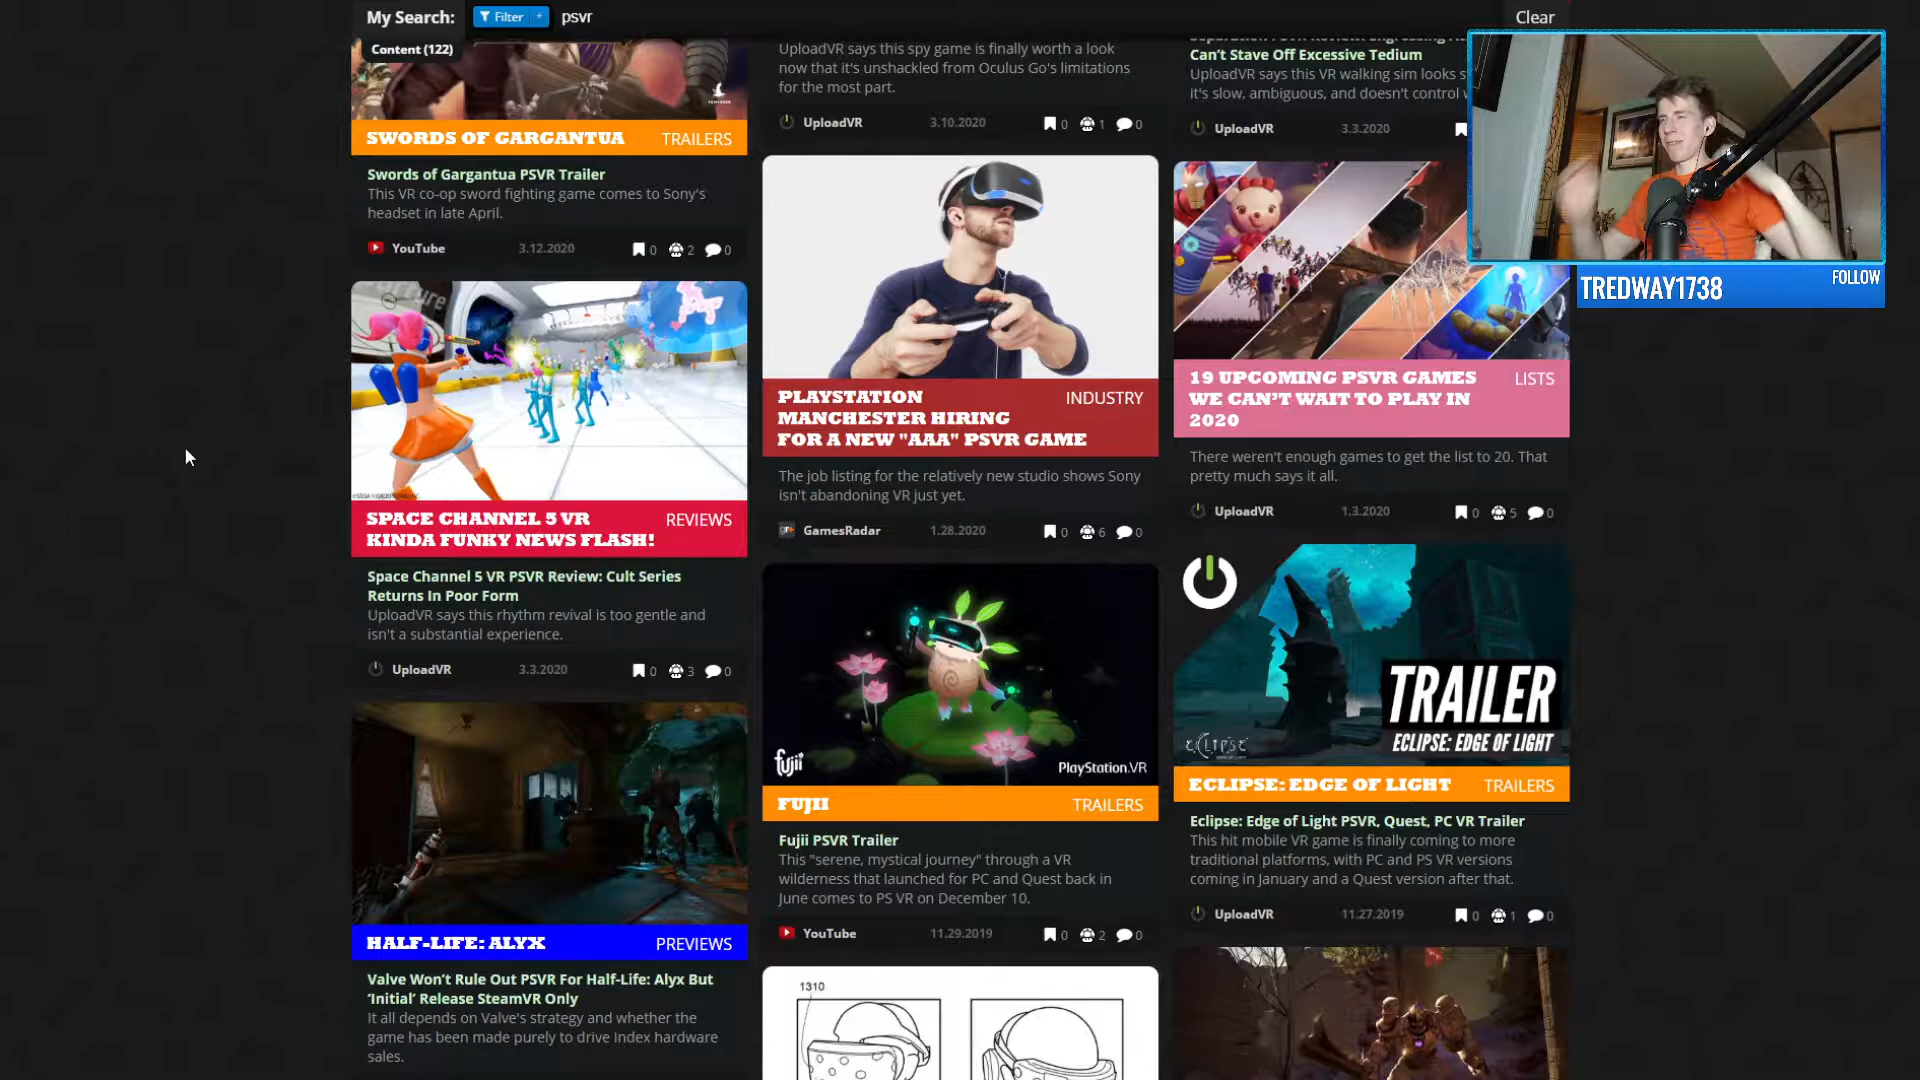 My Search:
Filter +
psvr
Clear
Content (122)
SWORDS OF GARGANTUA
TRAILERS
Swords of Gargantua PSVR Trailer
This VR co-op sword fighting game comes to Sony's
headset in late April.
YouTube
3.12.2020
0
2
0
SPACE CHANNEL 5 VR
KINDA FUNKY NEWS FLASH!
REVIEWS
Space Channel 5 VR PSVR Review: Cult Series
Returns In Poor Form
UploadVR says this rhythm revival is too gentle and
isn't a substantial experience.
UploadVR
3.3.2020
0
3
0
HALF-LIFE: ALYX
PREVIEWS
Valve Won't Rule Out PSVR For Half-Life: Alyx But
'Initial' Release SteamVR Only
It all depends on Valve's strategy and whether the
game has been made purely to drive Index hardware
sales.
UploadVR says this spy game is finally worth a look
now that it's unshackled from Oculus Go's limitations
for the most part.
UploadVR
3.10.2020
0
1
0
PLAYSTATION
MANCHESTER HIRING
FOR A NEW "AAA" PSVR GAME
INDUSTRY
The job listing for the relatively new studio shows Sony
isn't abandoning VR just yet.
GamesRadar
1.28.2020
0
6
0
fujii
PlayStation.VR
FUJII
TRAILERS
Fujii PSVR Trailer
This "serene, mystical journey" through a VR
wilderness that launched for PC and Quest back in
June comes to PS VR on December 10.
YouTube
11.29.2019
0
2
0
1310
Can't Stave Off Excessive Tedium
UploadVR says this VR walking sim looks s
it's slow, ambiguous, and doesn't control
UploadVR
3.3.2020
19 UPCOMING PSVR GAMES
WE CAN'T WAIT TO PLAY IN
2020
LISTS
There weren't enough games to get the list to 20. That
pretty much says it all.
UploadVR
1.3.2020
0
5
0
TRAILER
ECLIPSE: EDGE OF LIGHT
ECLIPSE
ECLIPSE: EDGE OF LIGHT
TRAILERS
Eclipse: Edge of Light PSVR, Quest, PC VR Trailer
This hit mobile VR game is finally coming to more
traditional platforms, with PC and PS VR versions
coming in January and a Quest version after that.
UploadVR
11.27.2019
0
1
0
TREDWAY1738
FOLLOW